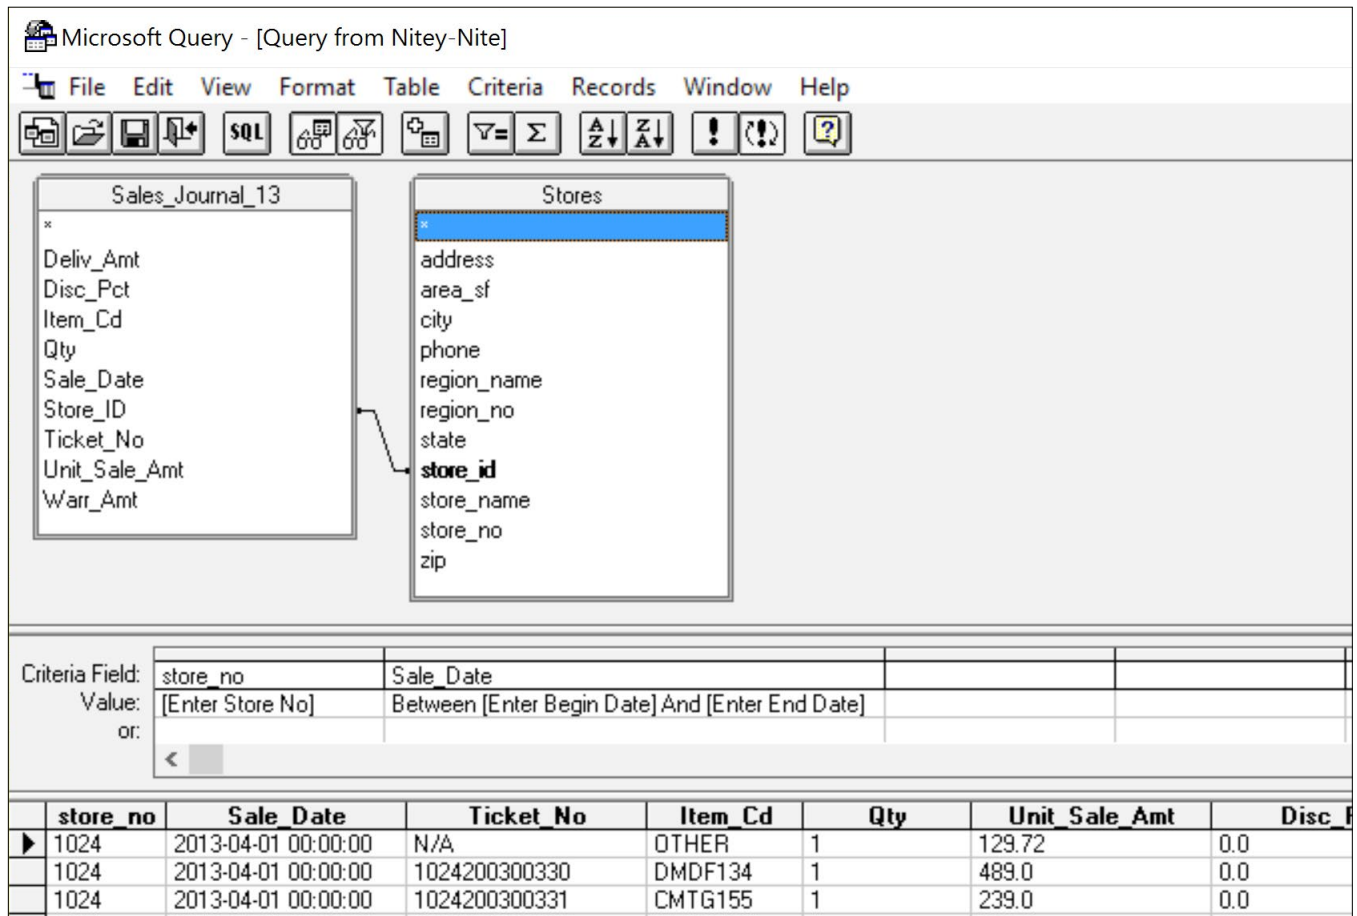 Microsoft Query - [Query from Nitey-Nite]
File Edit View Format Table Criteria Records Window Help
SQL
Sales_Journal_13
*
Deliv_Amt
Disc_Pct
Item_Cd
Qty
Sale_Date
Store_ID
Ticket_No
Unit_Sale_Amt
Warr_Amt
Stores
*
address
area_sf
city
phone
region_name
region_no
state
store_id
store_name
store_no
zip
Criteria Field: store_no Sale_Date
Value: [Enter Store No] Between [Enter Begin Date] And [Enter End Date]
or:
store_no Sale_Date Ticket_No Item_Cd Qty Unit_Sale_Amt Disc_
1024 2013-04-01 00:00:00 N/A OTHER 1 129.72 0.0
1024 2013-04-01 00:00:00 10242003003​30 DMDF134 1 489.0 0.0
1024 2013-04-01 00:00:00 1024200300331 CMTG155 1 239.0 0.0